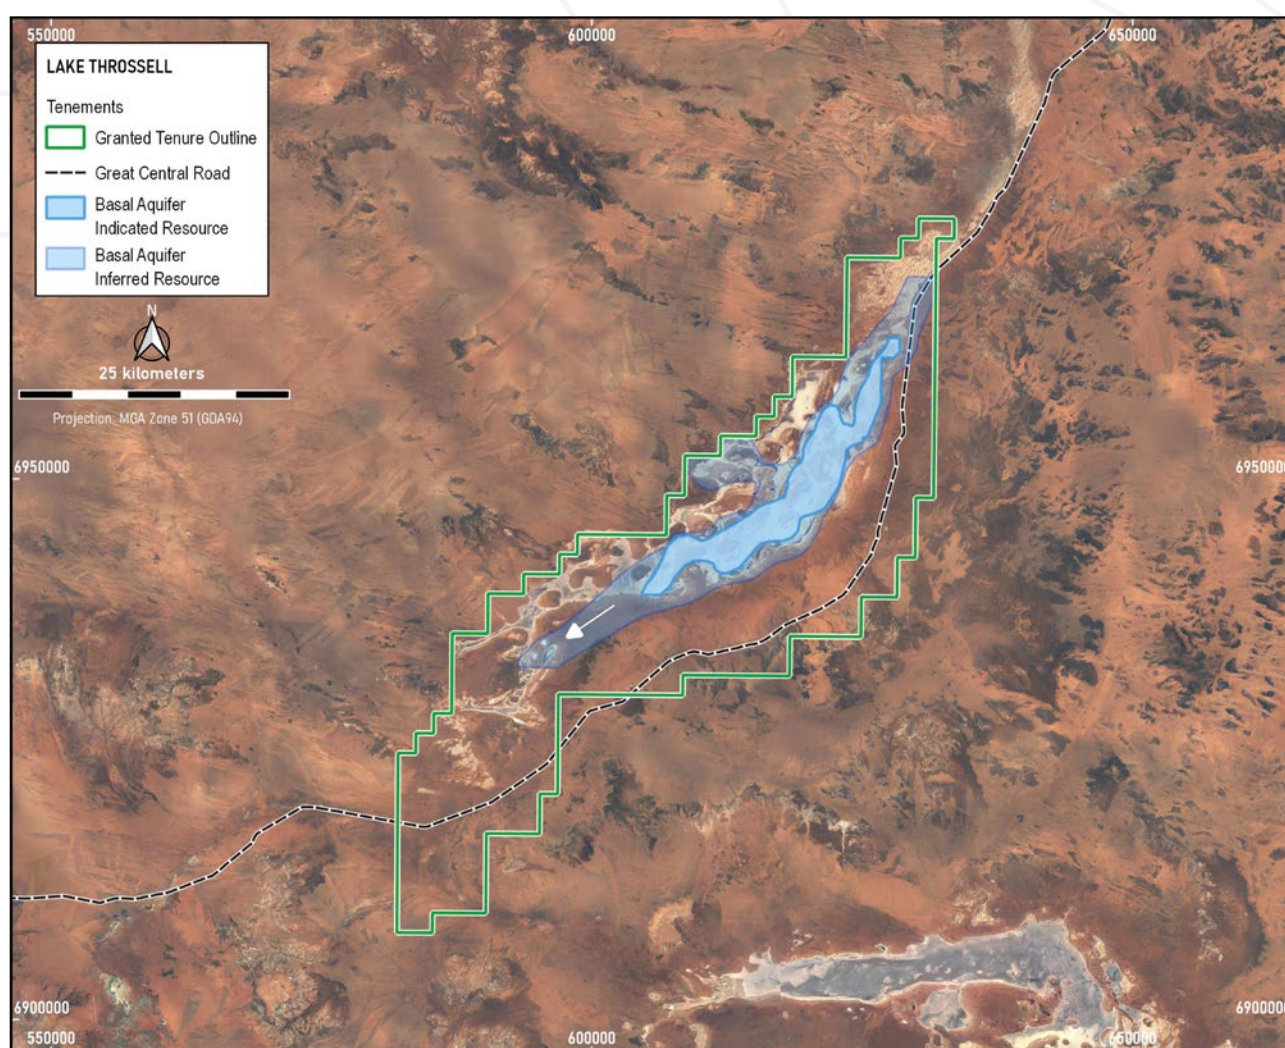 550000
600000
650000
LAKE THROSSELL
Tenements
Granted Tenure Outline
Great Central Road
Basal Aquifer
Indicated Resource
Basal Aquifer
Inferred Resource
N
25 kilometers
Projection: MGA Zone 51 (GDA94)
6950000
6950000
6900000
6900000
550000
600000
650000